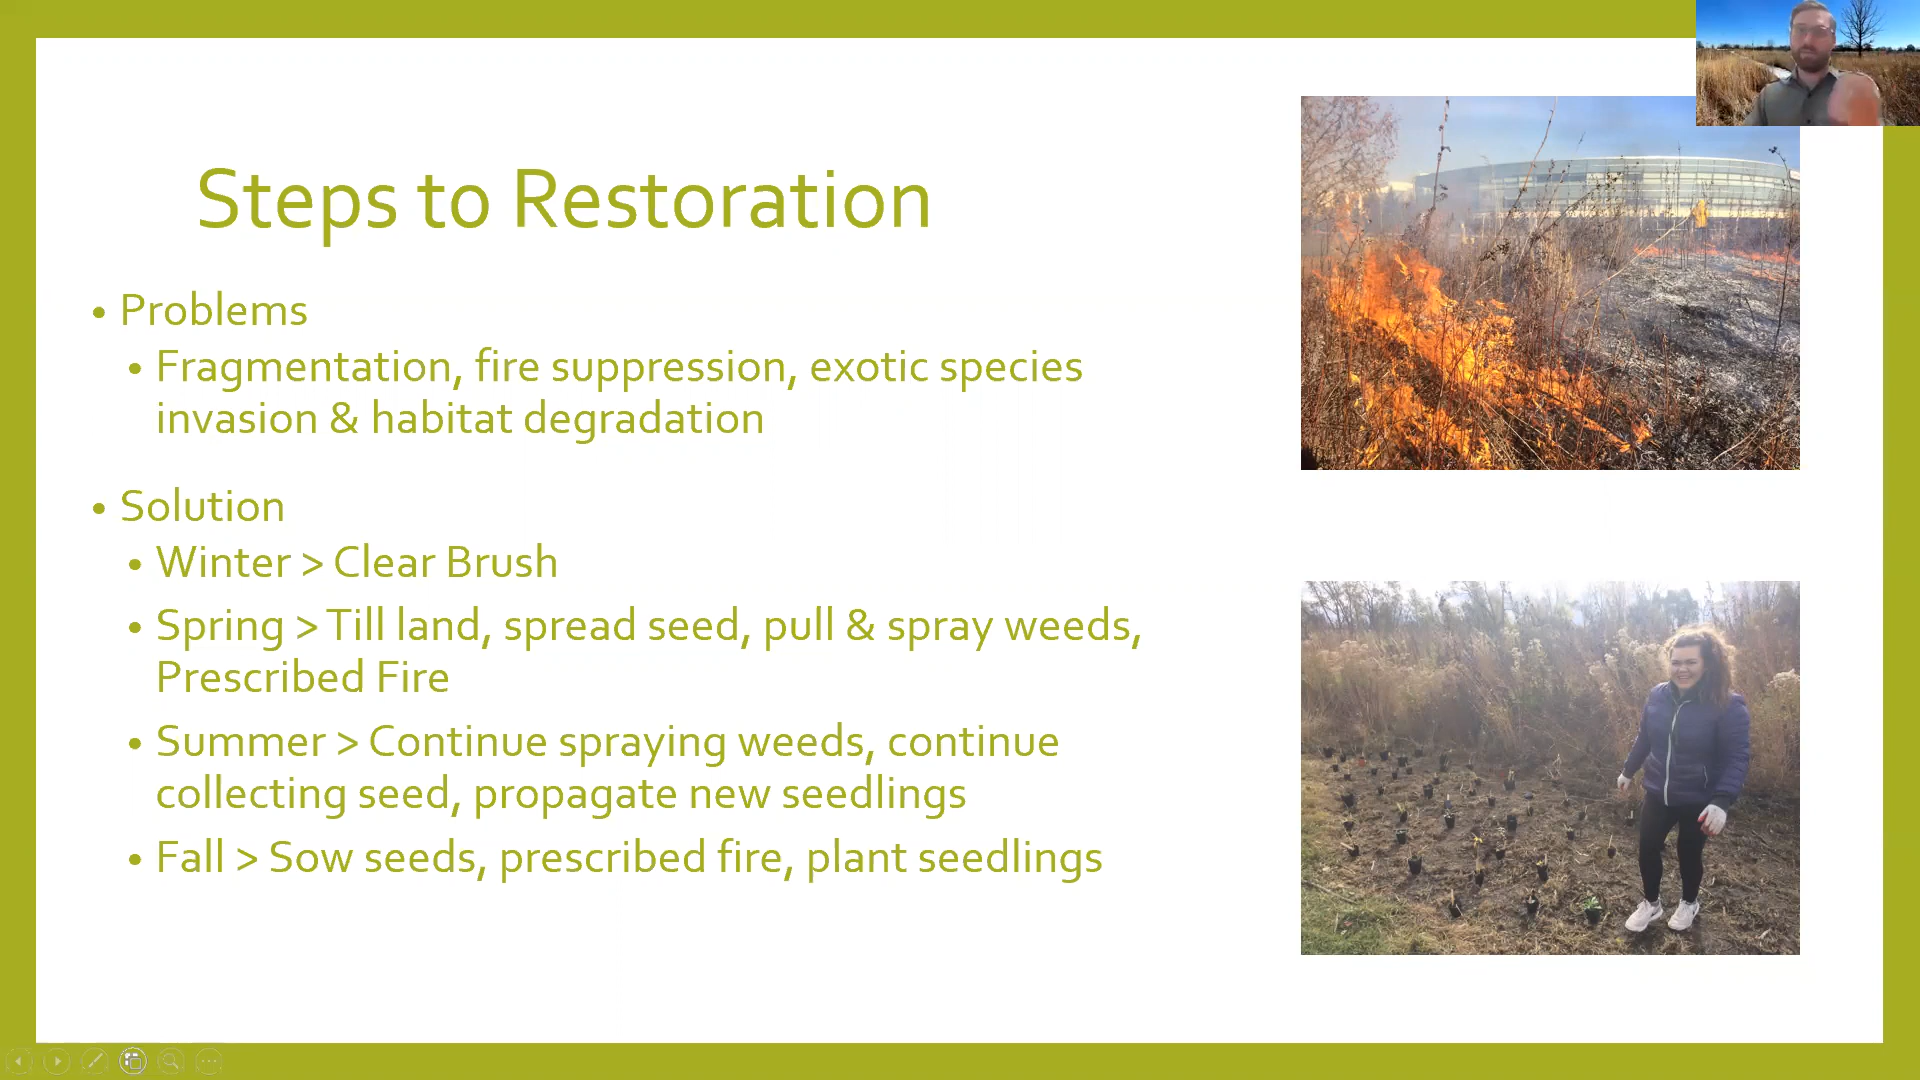 Steps to Restoration
• Problems
• Fragmentation, fire suppression, exotic species
invasion & habitat degradation
• Solution
• Winter > Clear Brush
• Spring > Till land, spread seed, pull & spray weeds,
Prescribed Fire
• Summer > Continue spraying weeds, continue
collecting seed, propagate new seedlings
• Fall > Sow seeds, prescribed fire, plant seedlings